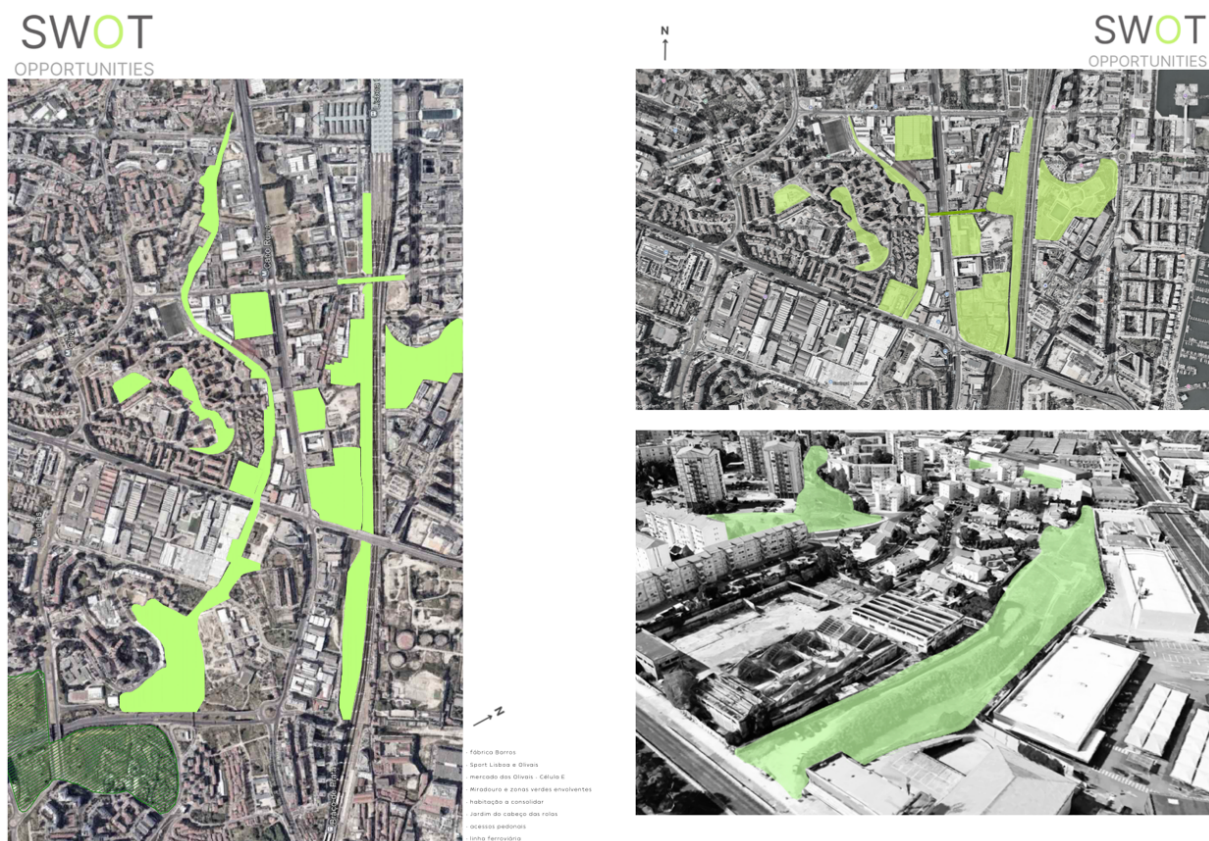 SWOT
OPPORTUNITIES
N
fábrica Barros
Sport Lisboa e Olivais
mercado dos Olivais - Célula E
Miradouro e zonas verdes envolventes
habitação a consolidar
Jardim do cabeço das rolas
acessos pedonais
linha ferroviária
N
SWOT
OPPORTUNITIES